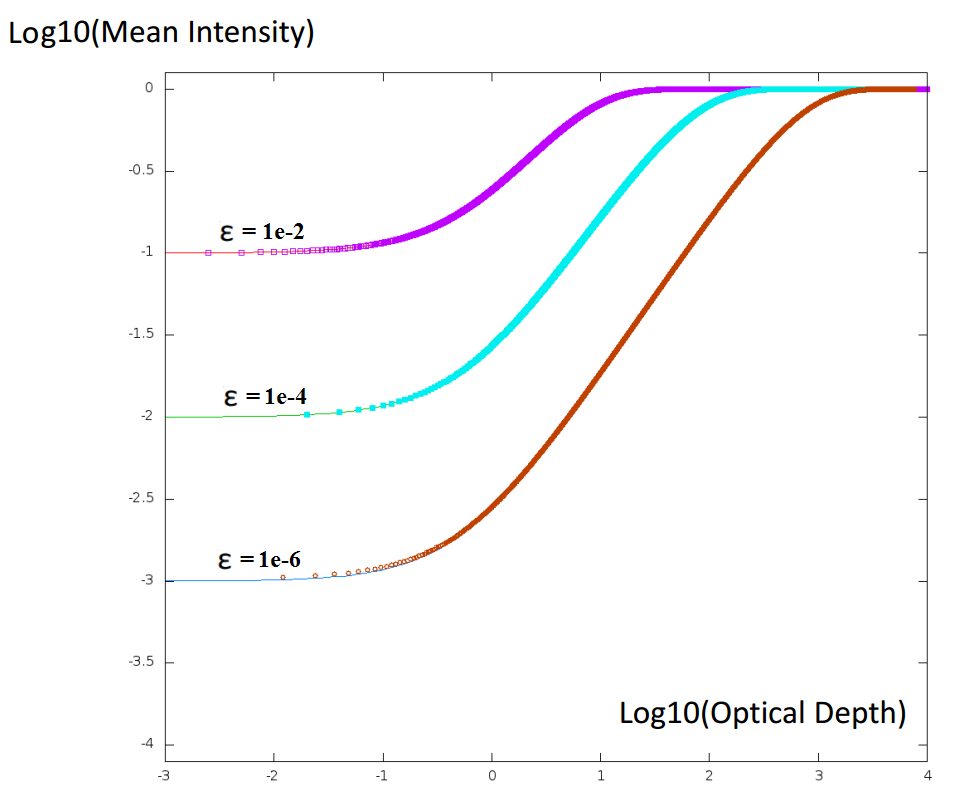 Log10(Mean Intensity)
0
-0.5
ε = 1e-2
-1
-1.5
ε = 1e-4
-2
-2.5
ε = 1e-6
-3
-3.5
Log10(Optical Depth)
-4
-3 -2 -1 0 1 2 3 4